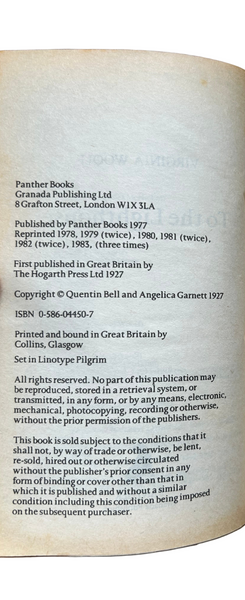 Panther Books
Granada Publishing Ltd
8 Grafton Street, London W1X 3LA
Published by Panther Books 1977
Reprinted 1978, 1979 (twice), 1980, 1981 (twice),
1982 (twice), 1983, (three times)
First published in Great Britain by
The Hogarth Press Ltd 1927
Copyright © Quentin Bell and Angelica Garnett 1927
ISBN 0-586-04450-7
Printed and bound in Great Britain by
Collins, Glasgow
Set in Linotype Pilgrim
All rights reserved. No part of this publication may
be reproduced, stored in a retrieval system, or
transmitted, in any form, or by any means, electronic,
mechanical, photocopying, recording or otherwise,
without the prior permission of the publishers.
This book is sold subject to the conditions that it
shall not, by way of trade or otherwise, be lent,
re-sold, hired out or otherwise circulated
without the publisher's prior consent in any
form of binding or cover other than that in
which it is published and without a similar
condition including this condition being imposed
on the subsequent purchaser.